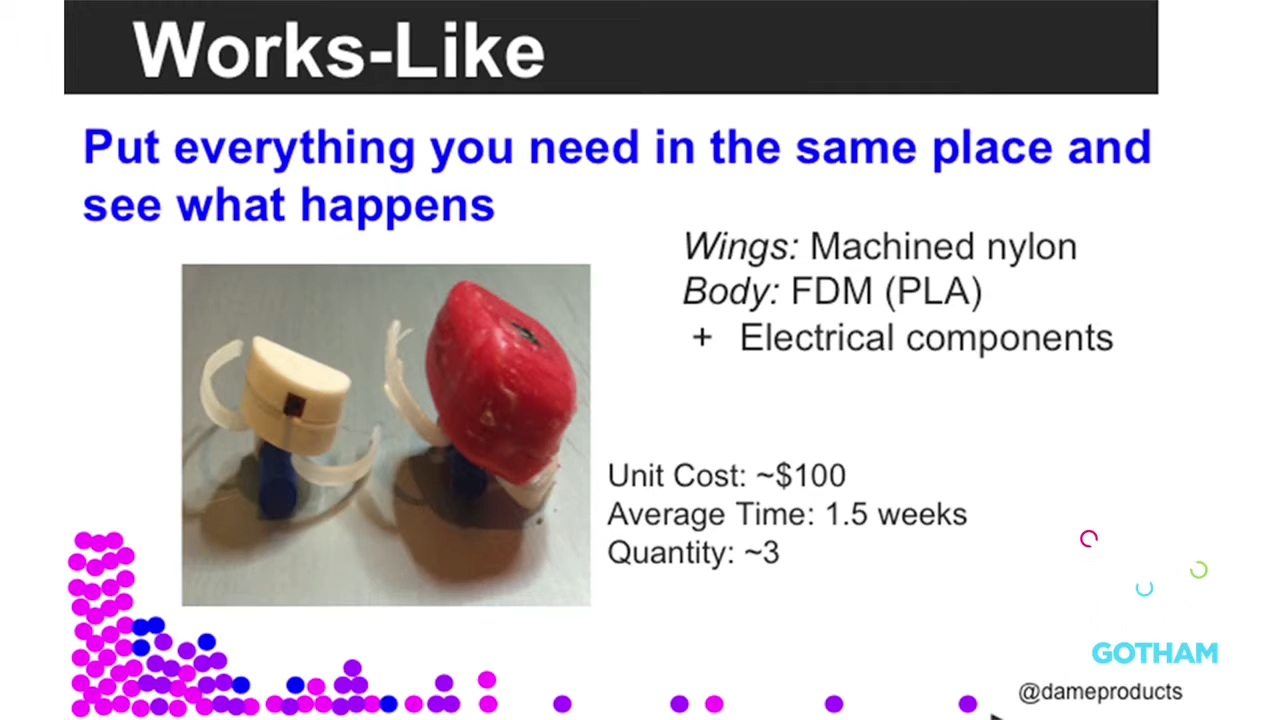 Works-Like
Put everything you need in the same place and
see what happens
Wings: Machined nylon
Body: FDM (PLA)
+ Electrical components
Unit Cost: ~$100
Average Time: 1.5 weeks
Quantity: ~3
GOTHAM
@dameproducts